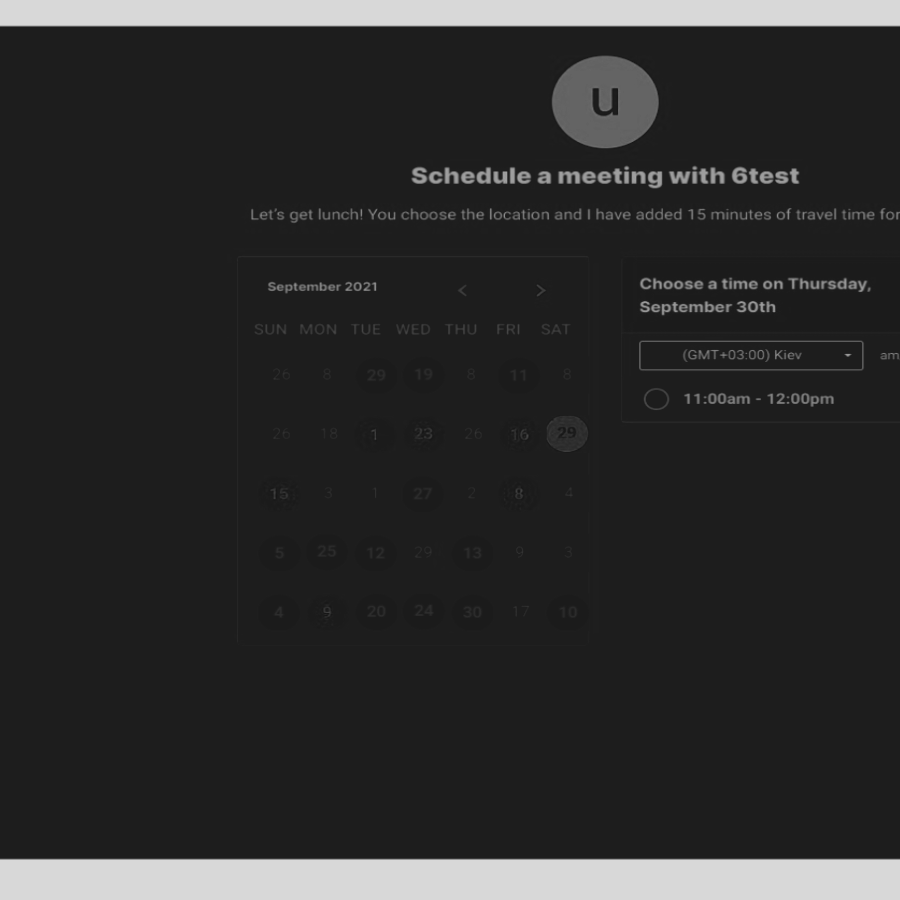 u
Schedule a meeting with 6test
Let's get lunch! You choose the location and I have added 15 minutes of travel time for
September 2021 < >
SUN MON TUE WED THU FRI SAT
26 8 29 19 8 11 8
26 18 1 23 26 16 29
15 3 1 27 2 8 4
5 25 12 29 13 9 3
4 9 20 24 30 17 10
Choose a time on Thursday,
September 30th
(GMT+03:00) Kiev am
11:00am - 12:00pm